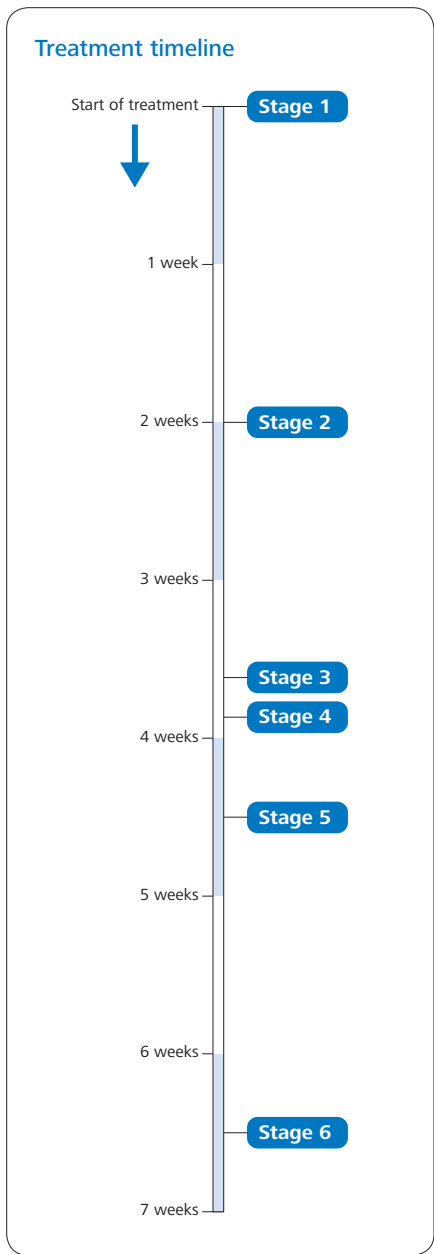 Treatment timeline
Start of treatment
Stage 1
1 week
2 weeks
Stage 2
3 weeks
Stage 3
Stage 4
4 weeks
Stage 5
5 weeks
6 weeks
Stage 6
7 weeks